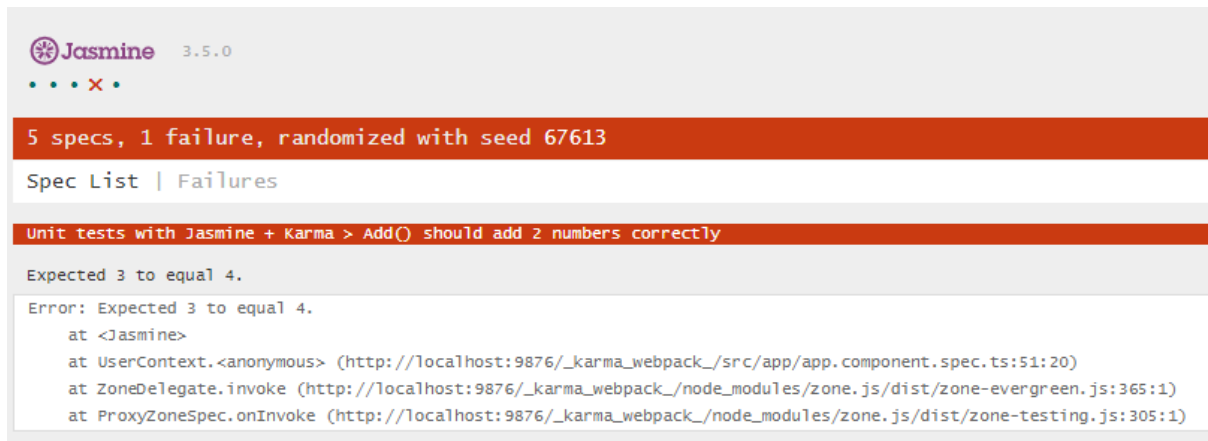 Jasmine 3.5.0
• • • × •
5 specs, 1 failure, randomized with seed 67613
Spec List | Failures
Unit tests with Jasmine + Karma > Add() should add 2 numbers correctly
Expected 3 to equal 4.
Error: Expected 3 to equal 4.
at <Jasmine>
at UserContext.<anonymous> (http://localhost:9876/_karma_webpack_/src/app/app.component.spec.ts:51:20)
at ZoneDelegate.invoke (http://localhost:9876/_karma_webpack_/node_modules/zone.js/dist/zone-evergreen.js:365:1)
at ProxyZoneSpec.onInvoke (http://localhost:9876/_karma_webpack_/node_modules/zone.js/dist/zone-testing.js:305:1)